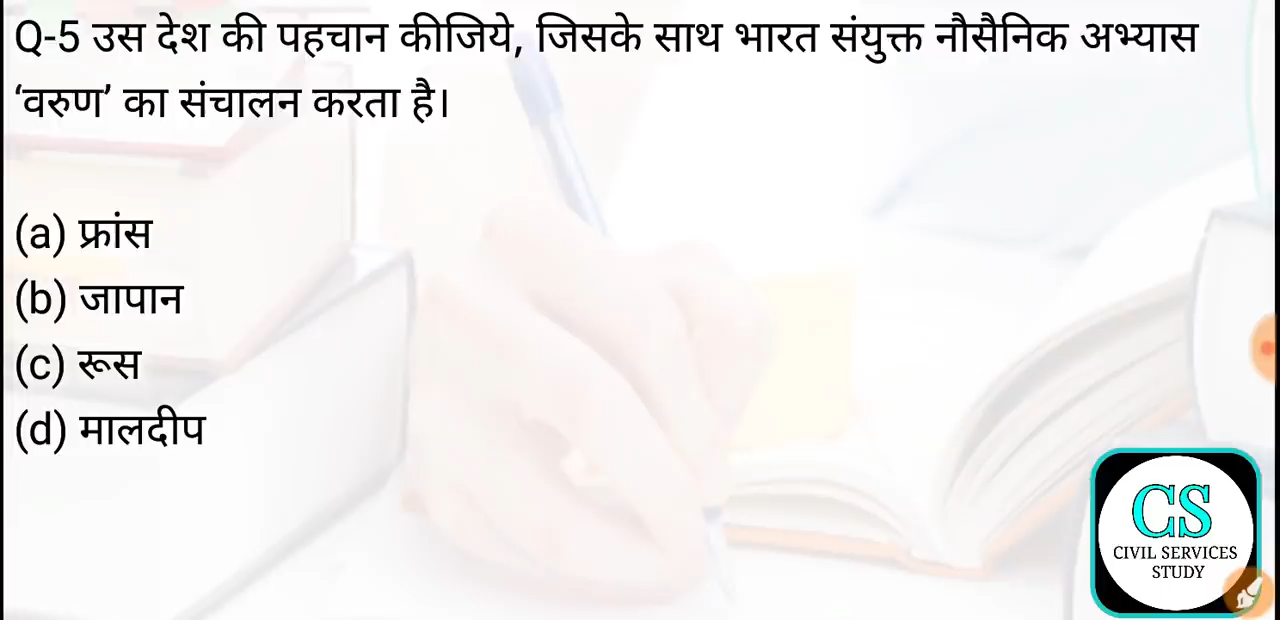 Q-5 उस देश की पहचान कीजिये, जिसके साथ भारत संयुक्त नौसैनिक अभ्यास
‘वरुण’ का संचालन करता है।
(a) फ्रांस
(b) जापान
(c) रूस
(d) मालदीप
CS
CIVIL SERVICES
STUDY